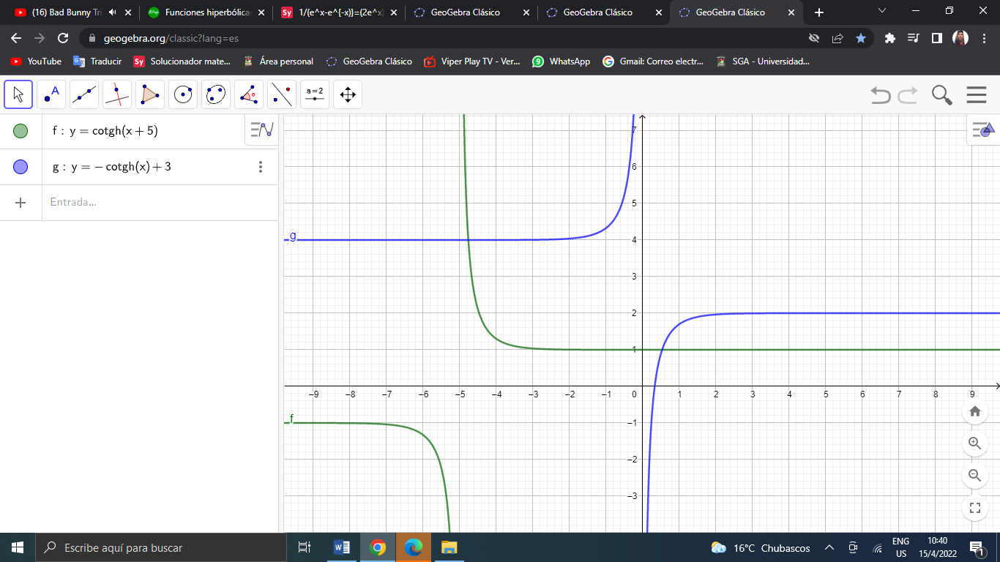 (16) Bad Bunny Tri
Funciones hiperbólicas
1/(e^x-e^{-x})=(2e^x)
GeoGebra Clásico
GeoGebra Clásico
GeoGebra Clásico
geogebra.org/classic?lang=es
YouTube
Traducir
Sy Solucionador mate...
Área personal
GeoGebra Clásico
Viper Play TV - Ver...
WhatsApp
Gmail: Correo electr...
SGA - Universidad...
A
a=2
f : y = cotgh(x + 5)
g : y = – cotgh(x) + 3
+ Entrada...
7
6
5
g
4
3
2
1
–9 –8 –7 –6 –5 –4 –3 –2 –1 0 1 2 3 4 5 6 7 8 9
f
–1
–2
–3
Escribe aquí para buscar
16°C Chubascos
ENG
US
10:40
15/4/2022
1